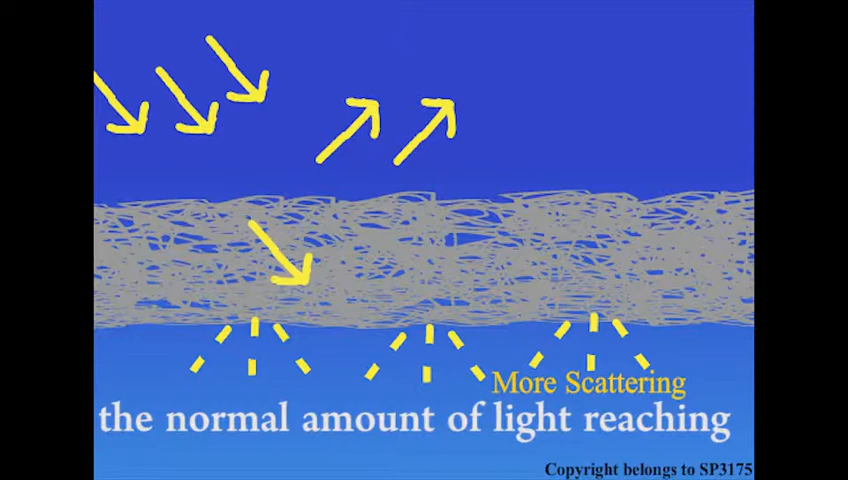 More Scattering
the normal amount of light reaching
Copyright belongs to SP3175